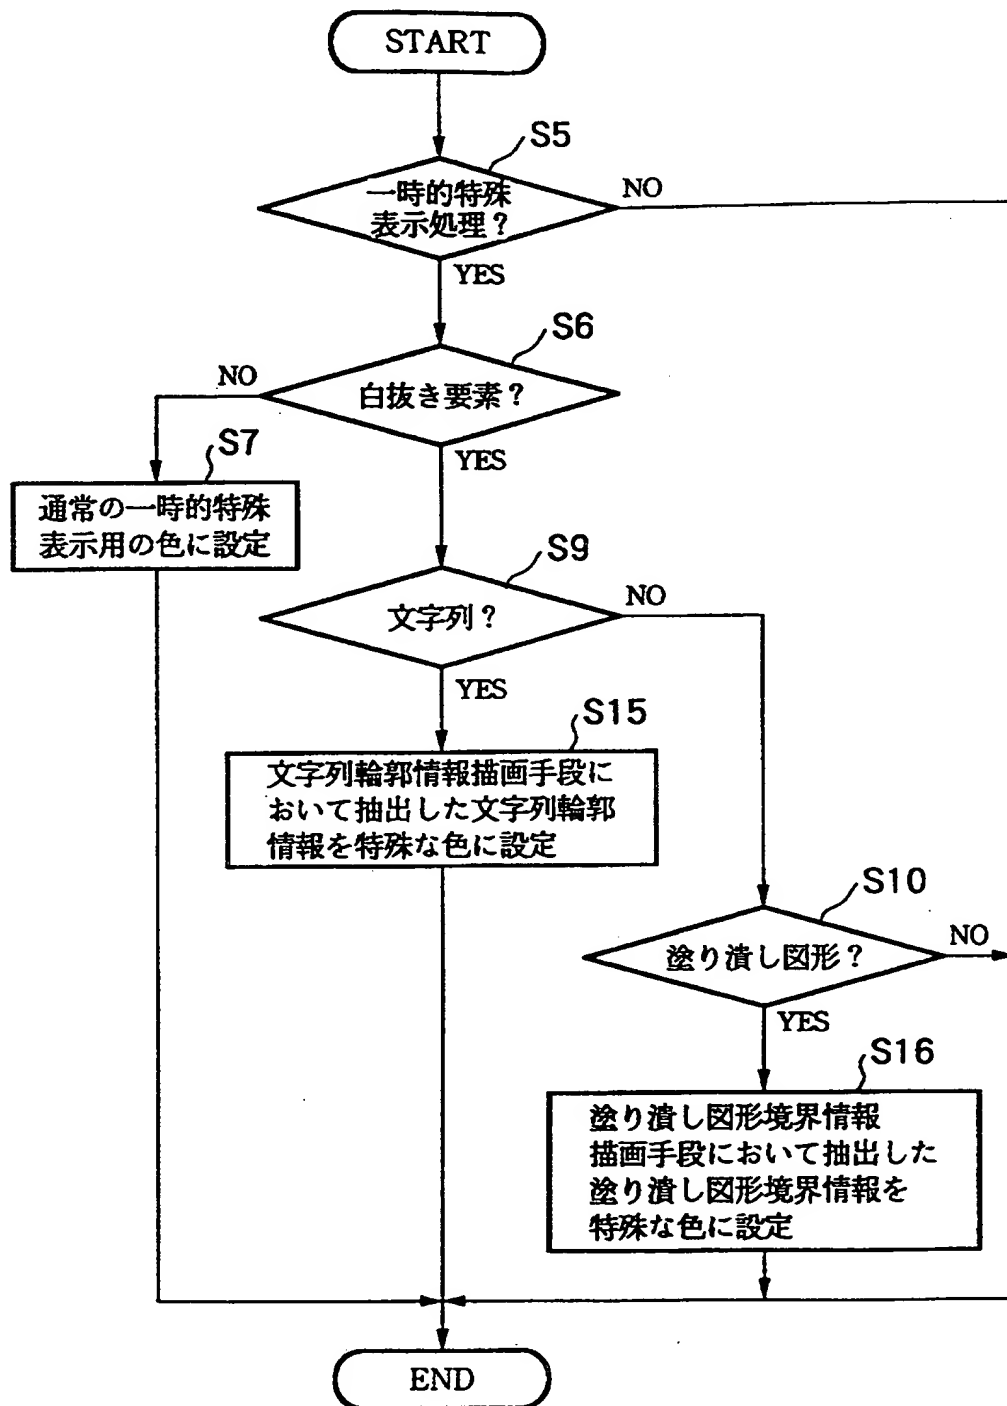 START
S5
一時的特殊
表示処理？
NO
YES
S6
白抜き要素？
NO
YES
S7
通常の一時的特殊
表示用の色に設定
S9
文字列？
NO
YES
S15
文字列輪郭情報描画手段に
おいて抽出した文字列輪郭
情報を特殊な色に設定
S10
塗り潰し図形？
NO
YES
S16
塗り潰し図形境界情報
描画手段において抽出した
塗り潰し図形境界情報を
特殊な色に設定
END